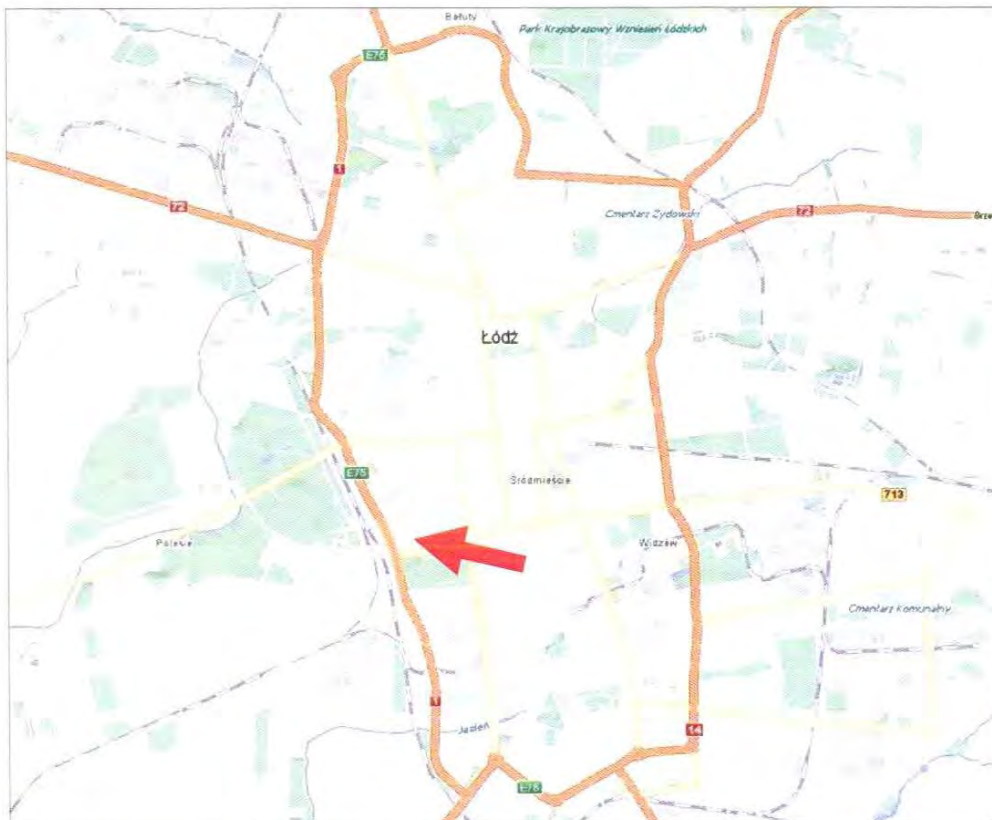 Bałuty
Park Krajobrazowy Wzniesień Łódzkich
E75
1
72
Cmentarz Żydowski
72
Brze
Łódź
E75
Śródmieście
713
Polesie
Widzew
Cmentarz Komunalny
1
Jasień
14
E75